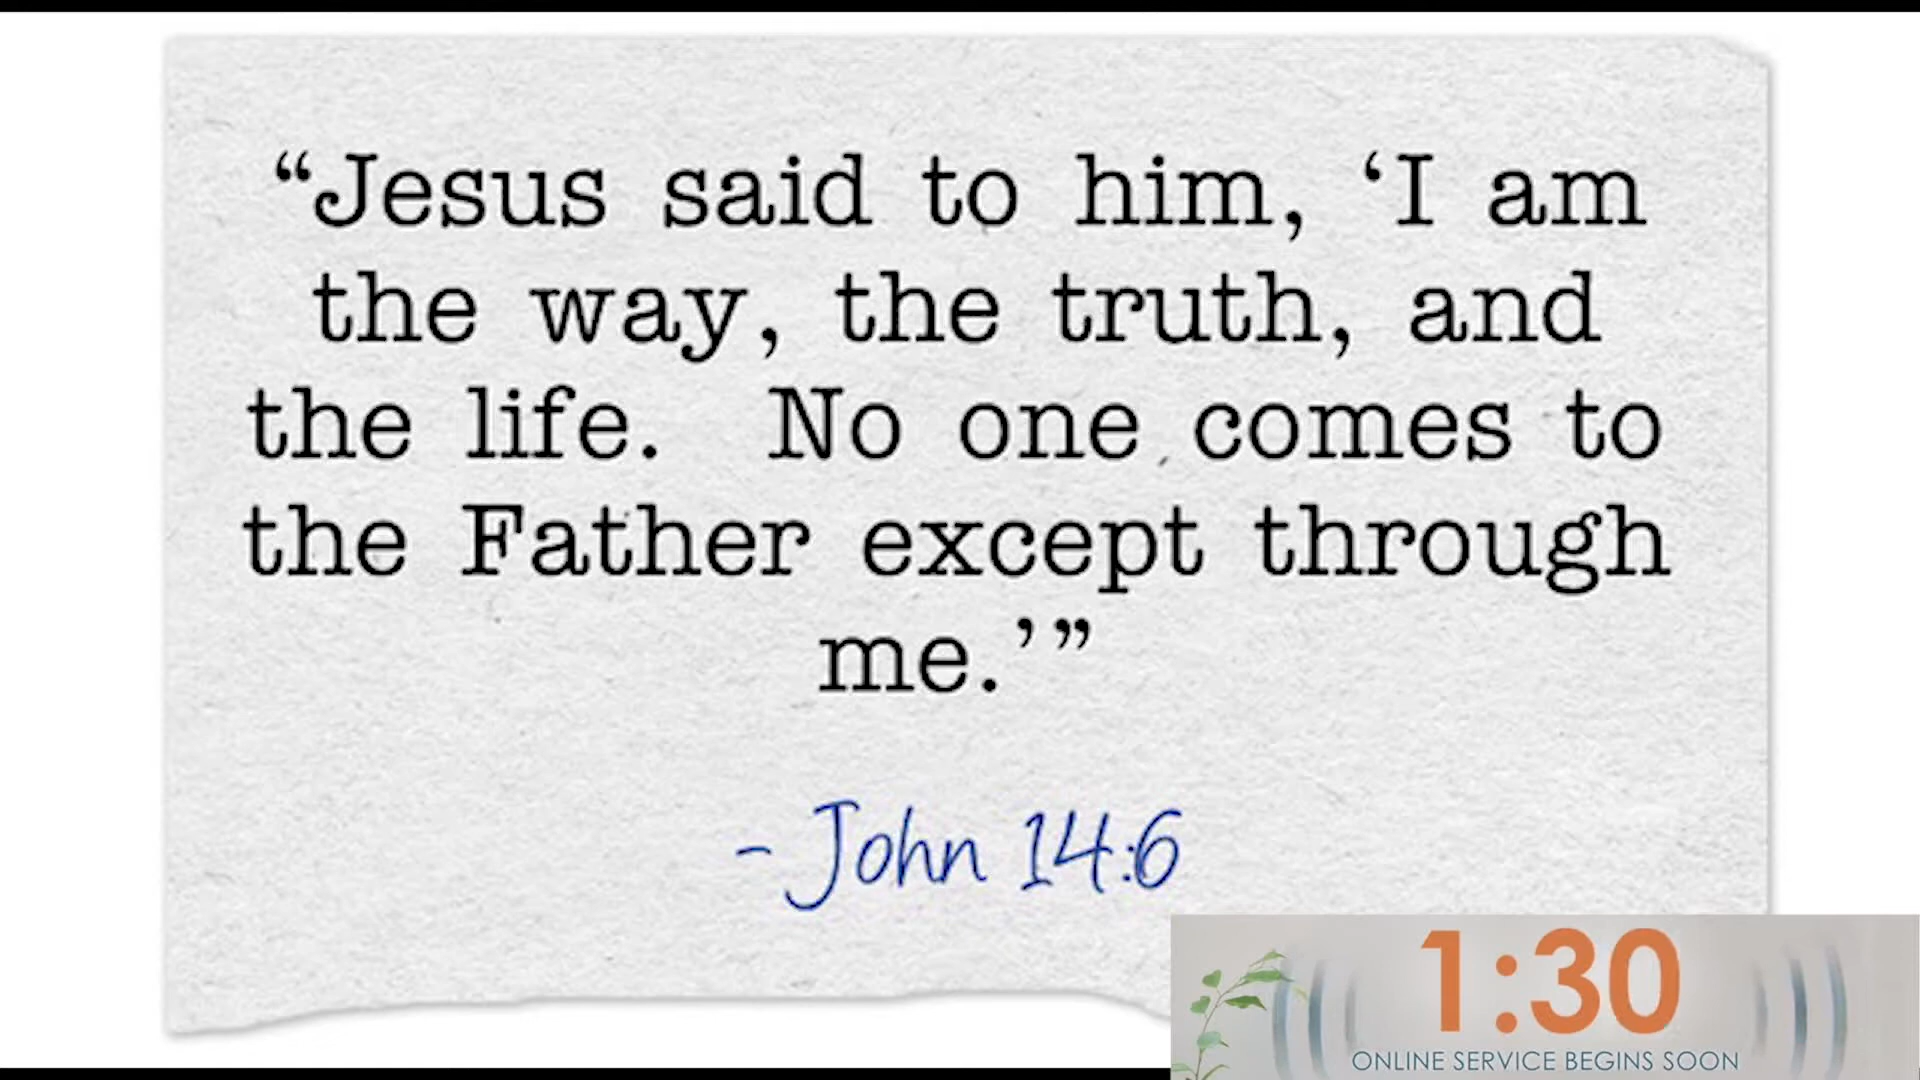 “Jesus said to him, ‘I am
the way, the truth, and
the life.  No one comes to
the Father except through
me.’”
- John 14:6
1:30
ONLINE SERVICE BEGINS SOON